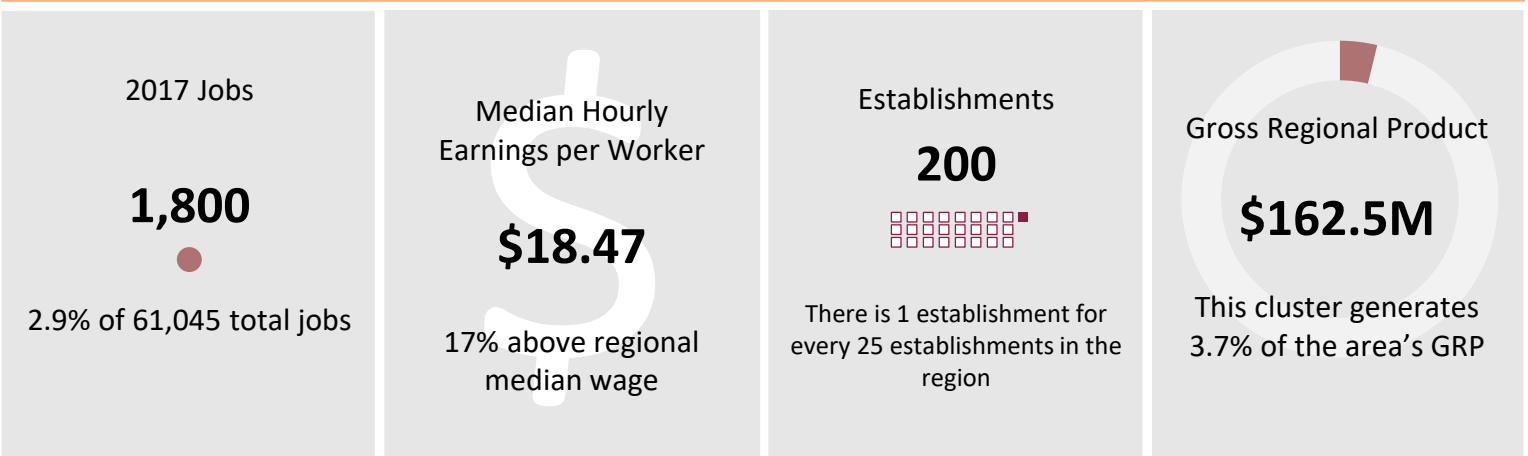 2017 Jobs
1,800
2.9% of 61,045 total jobs
Median Hourly
Earnings per Worker
$18.47
17% above regional
median wage
Establishments
200
There is 1 establishment for
every 25 establishments in the
region
Gross Regional Product
$162.5M
This cluster generates
3.7% of the area's GRP